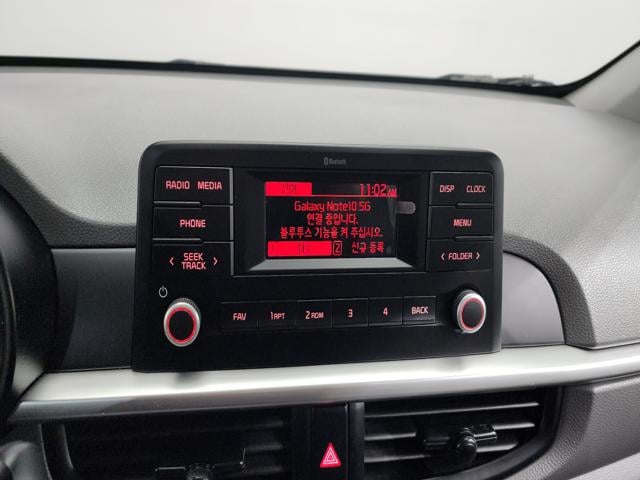 Bluetooth
11:02 AM
Galaxy Note10 5G
연결 중입니다.
블루투스 기능을 켜 주십시오.
2 신규 등록
RADIO MEDIA
PHONE
SEEK
TRACK
DISP CLOCK
MENU
FOLDER
FAV 1 RPT 2 RDM 3 4 BACK